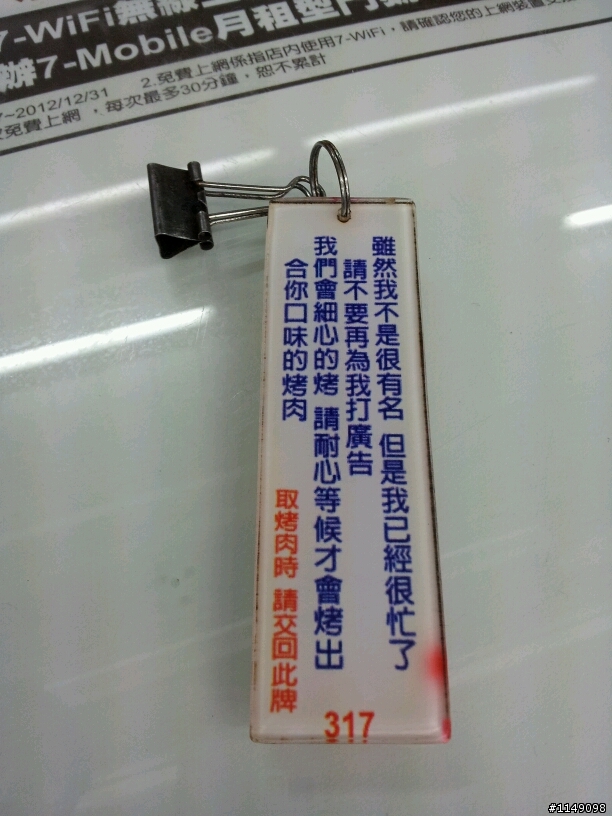 7-WiFi無線
辦7-Mobile月租型門號
~2012/12/31 2.免費上網係指店內使用7-WiFi，請確認您的上網裝置支
免費上網，每次最多30分鐘，恕不累計
雖然我不是很有名 但是我已經很忙了
請不要再為我打廣告
我們會細心的烤 請耐心等候才會烤出
合你口味的烤肉
取烤肉時 請交回此牌
317
#1149098